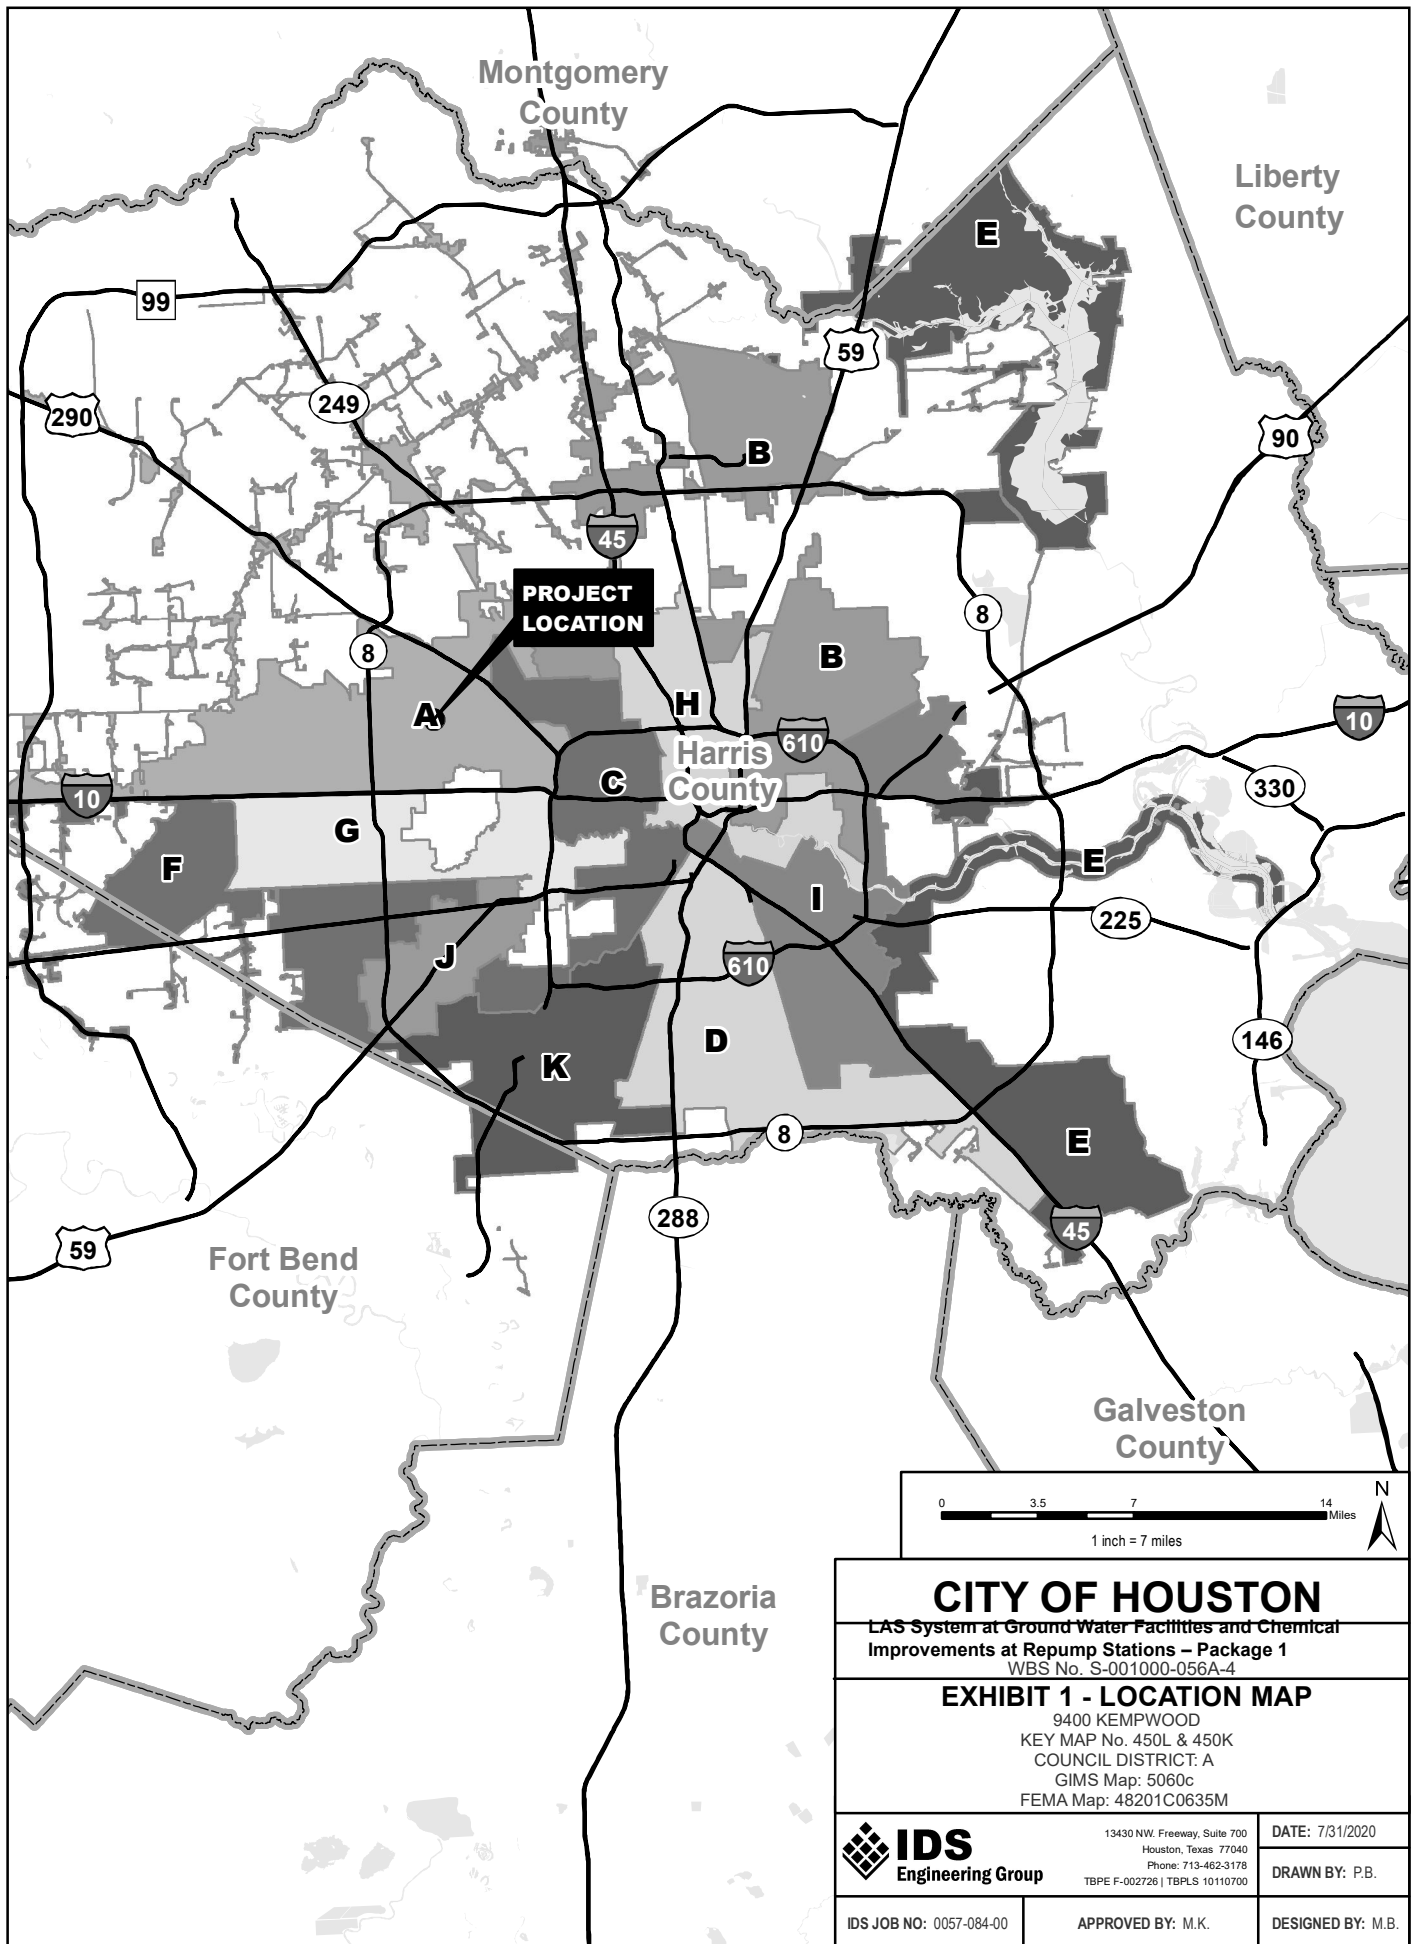 Montgomery
County
Liberty
County
E
99
59
249
290
90
B
45
PROJECT
LOCATION
8
8
B
A
H
10
Harris
County
610
C
10
330
G
F
E
I
225
J
610
D
146
K
8
E
288
45
59
Fort Bend
County
Galveston
County
N
0 3.5 7 14
Miles
1 inch = 7 miles
Brazoria
County
CITY OF HOUSTON
LAS System at Ground Water Facilities and Chemical
Improvements at Repump Stations – Package 1
WBS No. S-001000-056A-4
EXHIBIT 1 - LOCATION MAP
9400 KEMPWOOD
KEY MAP No. 450L & 450K
COUNCIL DISTRICT: A
GIMS Map: 5060c
FEMA Map: 48201C0635M
IDS
Engineering Group
13430 NW. Freeway, Suite 700
Houston, Texas 77040
Phone: 713-462-3178
TBPE F-002726 | TBPLS 10110700
DATE: 7/31/2020
DRAWN BY: P.B.
IDS JOB NO: 0057-084-00
APPROVED BY: M.K.
DESIGNED BY: M.B.